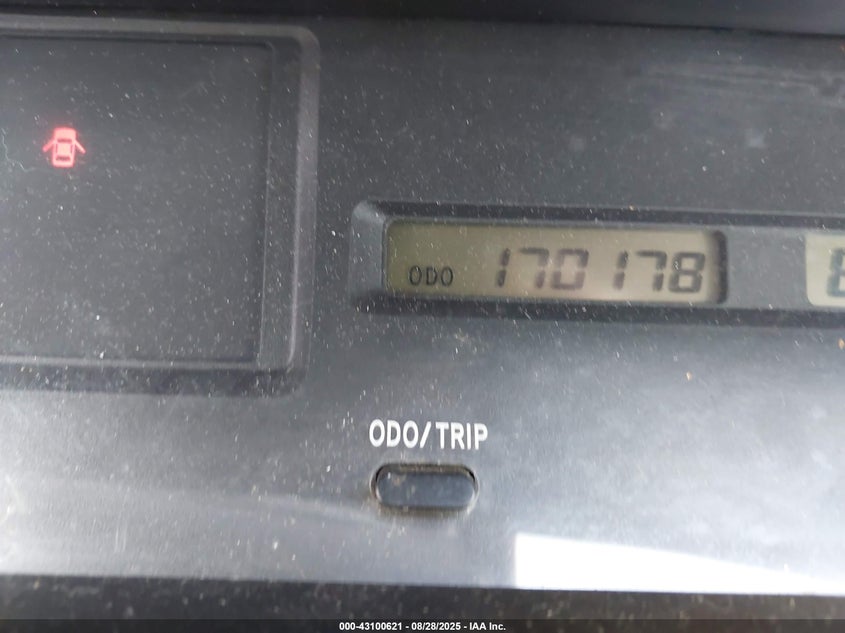 ODO 170178
ODO/TRIP
000-43100621 - 08/28/2025 - IAA Inc.